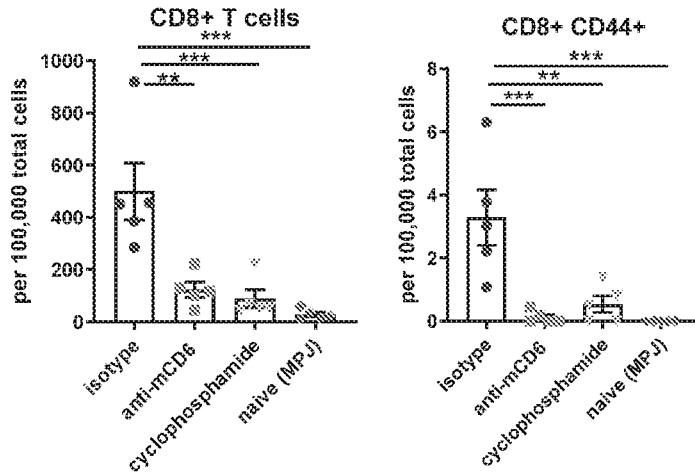 CD8+ T cells
***
***
**
1000
800
600
400
200
0
per 100,000 total cells
isotype
anti-mCD6
cyclophosphamide
naive (MPJ)
CD8+ CD44+
***
**
***
8
6
4
2
0
per 100,000 total cells
isotype
anti-mCD6
cyclophosphamide
naive (MPJ)